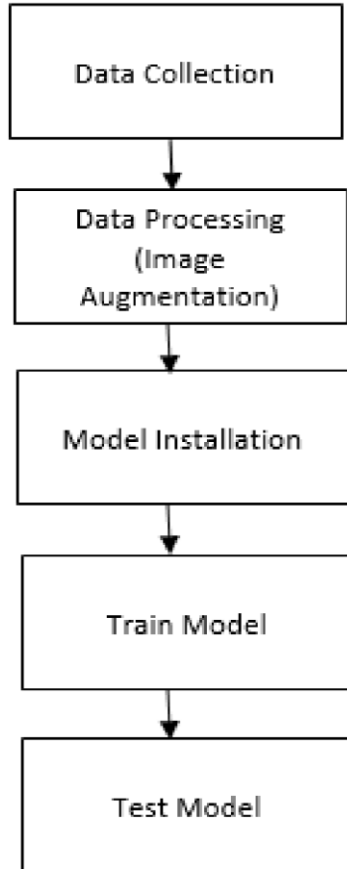 Data Collection
Data Processing
(Image
Augmentation)
Model Installation
Train Model
Test Model